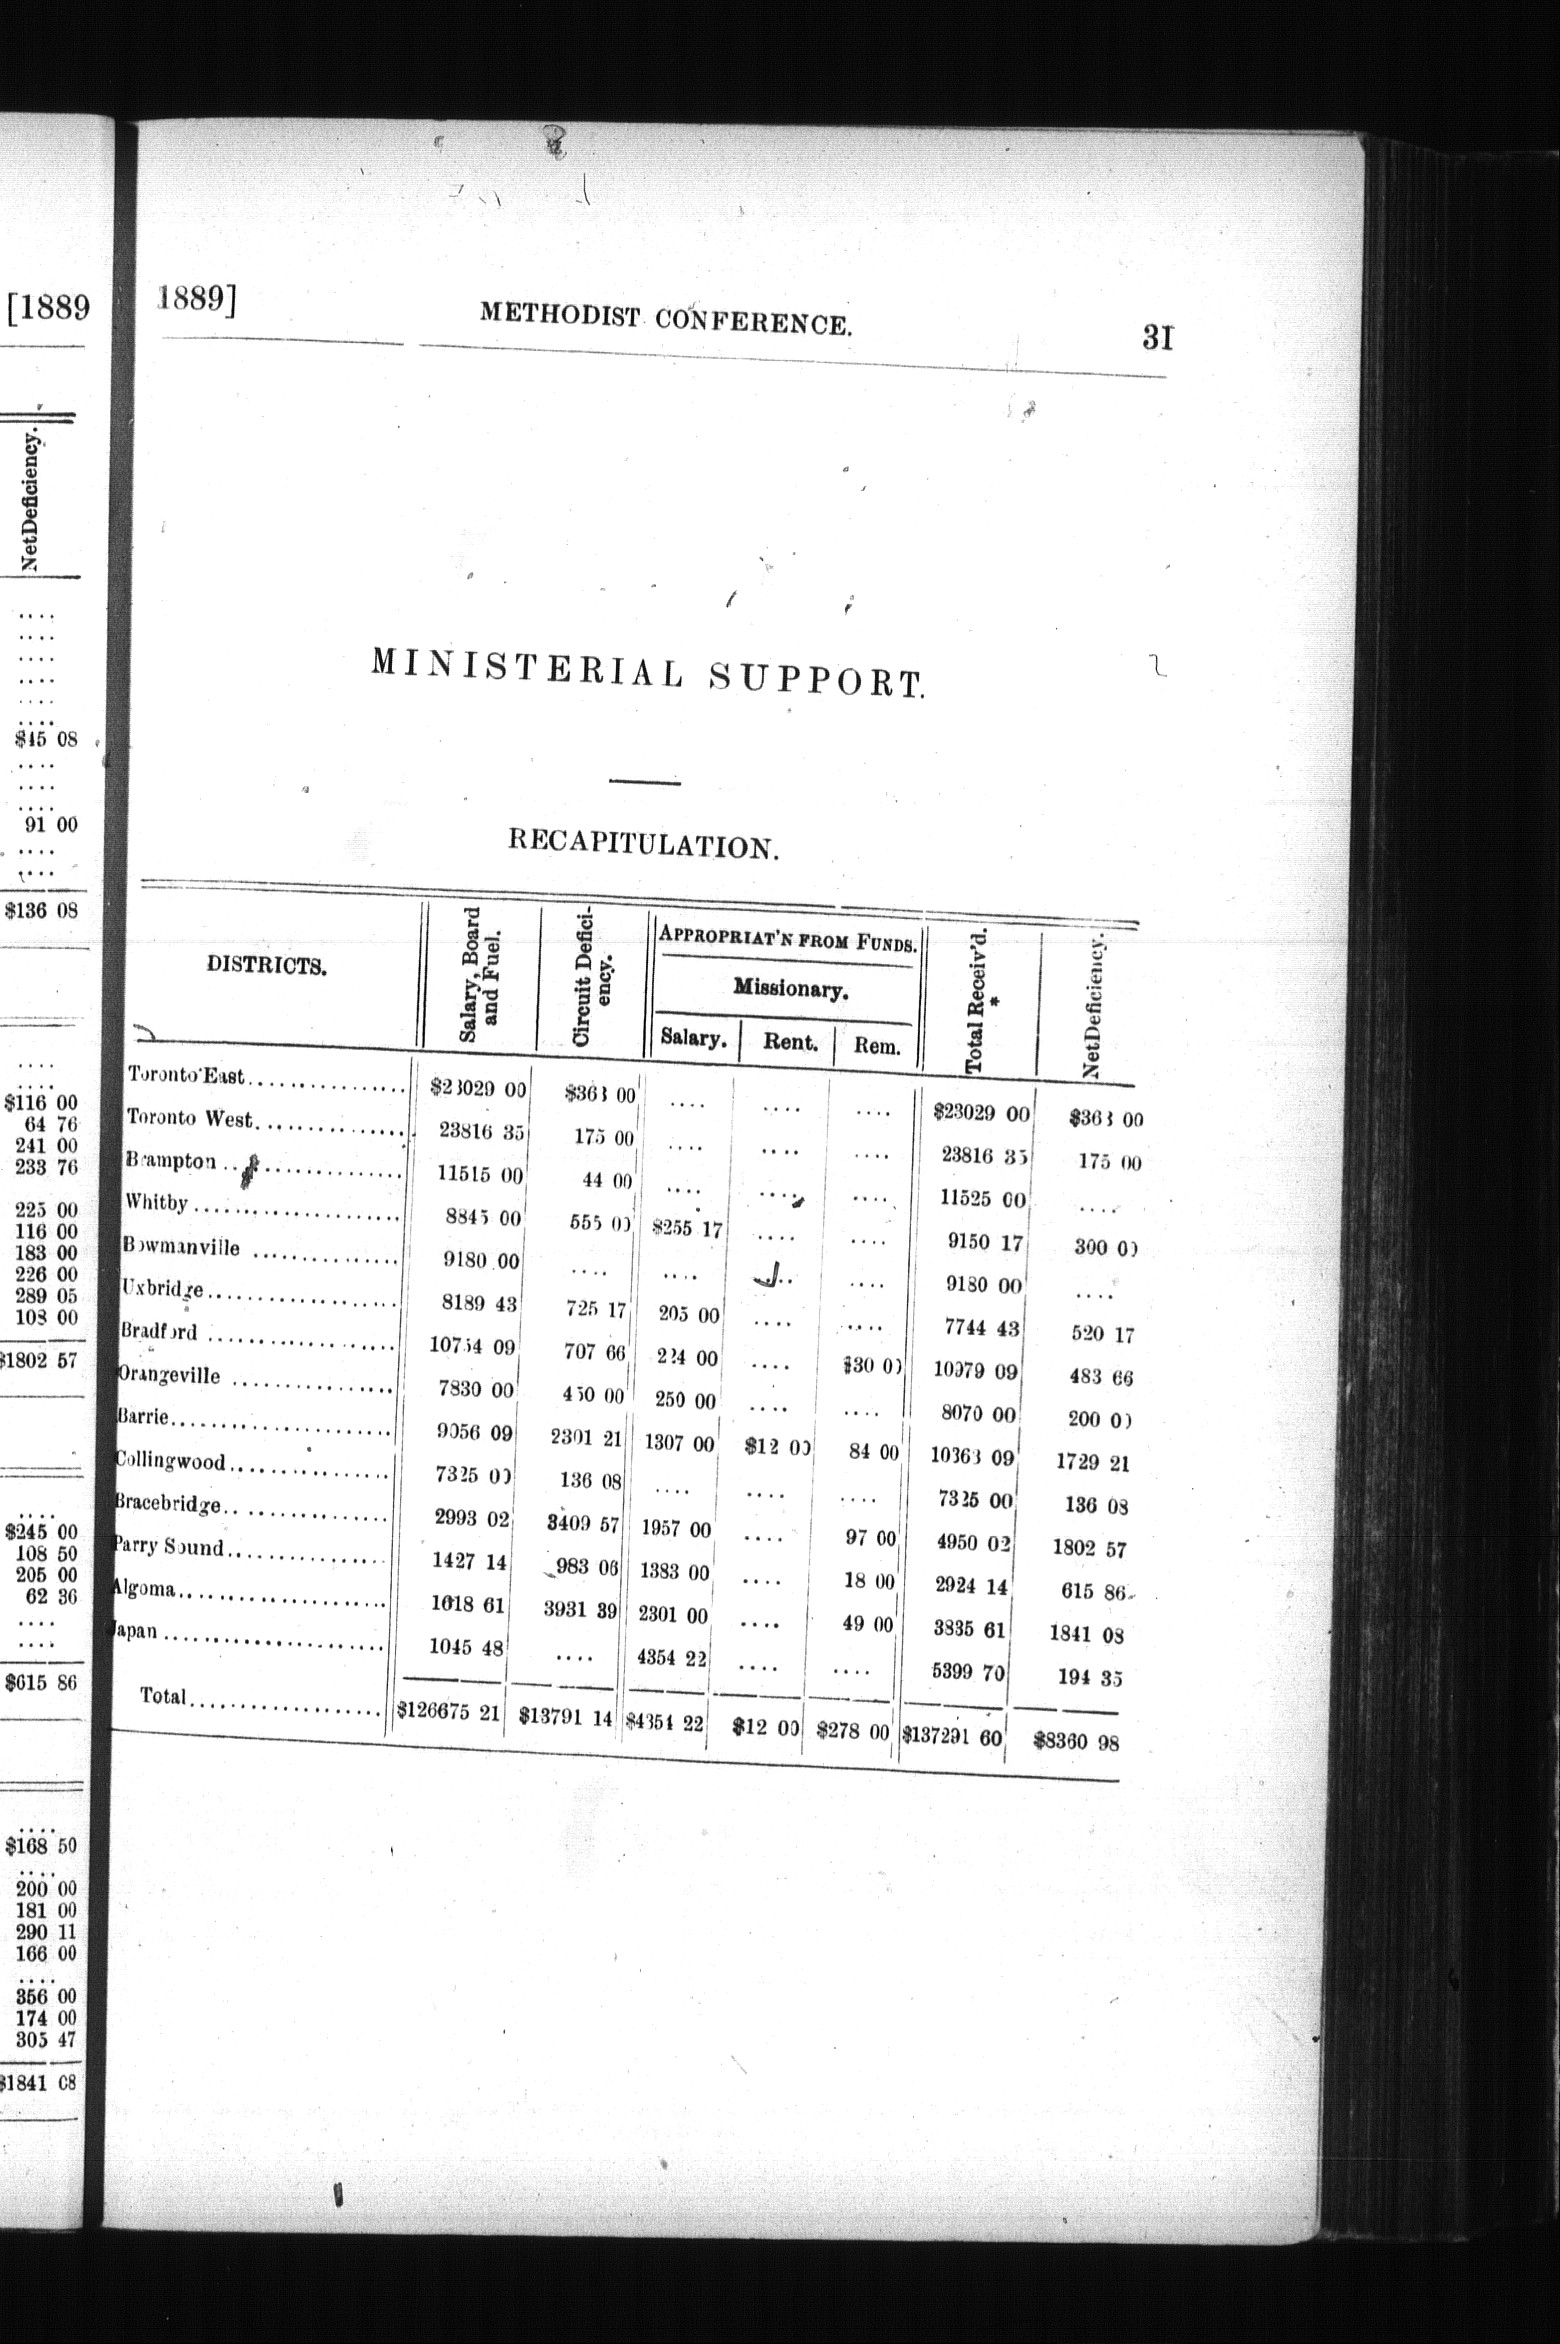 [1889
NetDeficiency.
....
....
....
....
....
....
$45 08
....
....
....
91 00
....
....
$136 08
....
....
$116 00
64 76
241 00
233 76
225 00
116 00
183 00
226 00
289 05
108 00
$1802 57
....
$245 00
108 50
205 00
62 36
....
....
$615 86
....
$168 50
....
200 00
181 00
290 11
166 00
....
356 00
174 00
305 47
$1841 08
1889] METHODIST CONFERENCE. 31
MINISTERIAL SUPPORT.
RECAPITULATION.
DISTRICTS. Salary, Board and Fuel. Circuit Defici-ency. APPROPRIAT'N FROM FUNDS. Total Receiv'd. * NetDeficiency.
Missionary.
Salary. Rent. Rem.
Toronto East................ $23029 00 $363 00 .... .... .... $23029 00 $363 00
Toronto West................ 23816 35 175 00 .... .... .... 23816 35 175 00
Brampton ................ 11515 00 44 00 .... .... .... 11525 00 ....
Whitby.................... 8845 00 555 00 $255 17 .... .... 9150 17 300 00
Bowmanville .............. 9180 00 .... .... .... .... 9180 00 ....
Uxbridge.................. 8189 43 725 17 205 00 .... .... 7744 43 520 17
Bradford .................. 10754 09 707 66 224 00 .... $30 00 10979 09 483 66
Orangeville ................ 7830 00 450 00 250 00 .... .... 8070 00 200 00
Barrie...................... 9056 09 2301 21 1307 00 $12 00 84 00 10363 09 1729 21
Collingwood................ 7325 00 136 08 .... .... .... 7325 00 136 08
Bracebridge................ 2993 02 3409 57 1957 00 .... 97 00 4950 02 1802 57
Parry Sound................ 1427 14 983 06 1383 00 .... 18 00 2924 14 615 86
Algoma.................... 1618 61 3931 39 2301 00 .... 49 00 3835 61 1841 08
Japan ...................... 1045 48 .... 4354 22 .... .... 5399 70 194 35
Total................... $126675 21 $13791 14 $4354 22 $12 00 $278 00 $137291 60 $8360 98